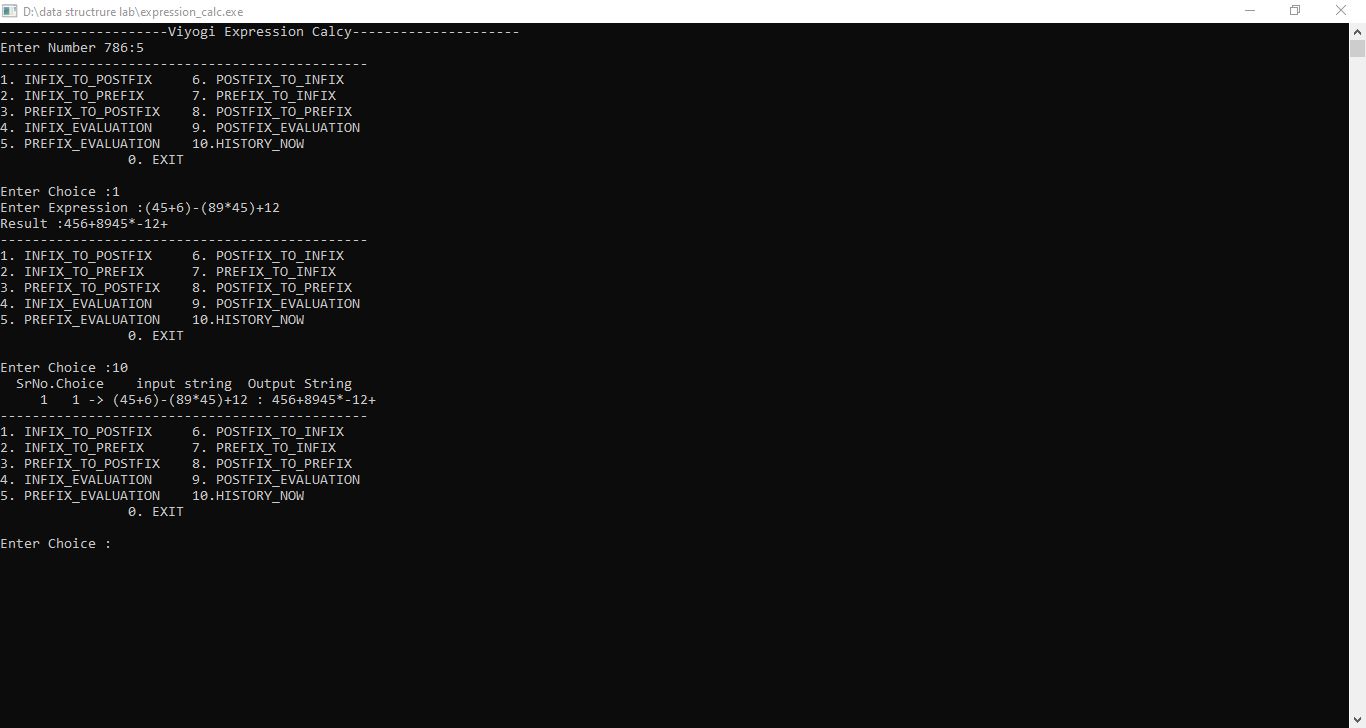 D:\data structrure lab\expression_calc.exe
---------------------Viyogi Expression Calcy---------------------
Enter Number 786:5
----------------------------------------------
1. INFIX_TO_POSTFIX     6. POSTFIX_TO_INFIX
2. INFIX_TO_PREFIX      7. PREFIX_TO_INFIX
3. PREFIX_TO_POSTFIX    8. POSTFIX_TO_PREFIX
4. INFIX_EVALUATION     9. POSTFIX_EVALUATION
5. PREFIX_EVALUATION    10.HISTORY_NOW
                0. EXIT

Enter Choice :1
Enter Expression :(45+6)-(89*45)+12
Result :456+8945*-12+
----------------------------------------------
1. INFIX_TO_POSTFIX     6. POSTFIX_TO_INFIX
2. INFIX_TO_PREFIX      7. PREFIX_TO_INFIX
3. PREFIX_TO_POSTFIX    8. POSTFIX_TO_PREFIX
4. INFIX_EVALUATION     9. POSTFIX_EVALUATION
5. PREFIX_EVALUATION    10.HISTORY_NOW
                0. EXIT

Enter Choice :10
  SrNo.Choice    input string  Output String
     1   1 -> (45+6)-(89*45)+12 : 456+8945*-12+
----------------------------------------------
1. INFIX_TO_POSTFIX     6. POSTFIX_TO_INFIX
2. INFIX_TO_PREFIX      7. PREFIX_TO_INFIX
3. PREFIX_TO_POSTFIX    8. POSTFIX_TO_PREFIX
4. INFIX_EVALUATION     9. POSTFIX_EVALUATION
5. PREFIX_EVALUATION    10.HISTORY_NOW
                0. EXIT

Enter Choice :